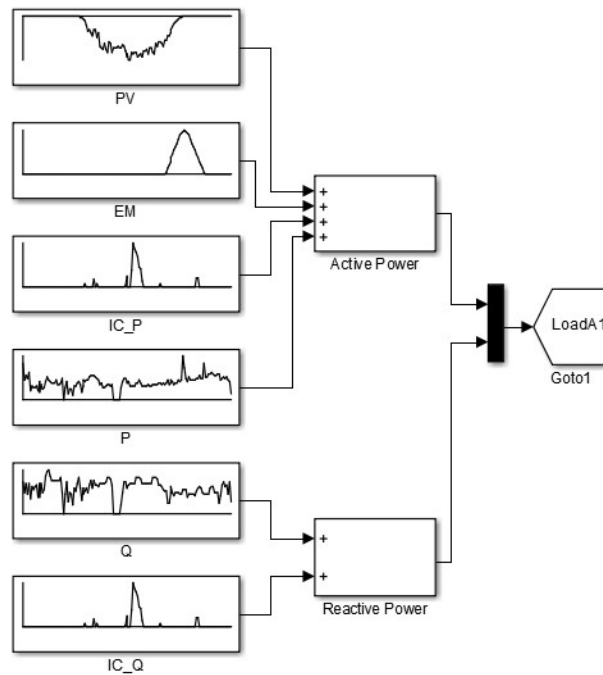 PV
EM
IC_P
P
Q
IC_Q
+
+
+
+
Active Power
+
+
Reactive Power
LoadA1
Goto1